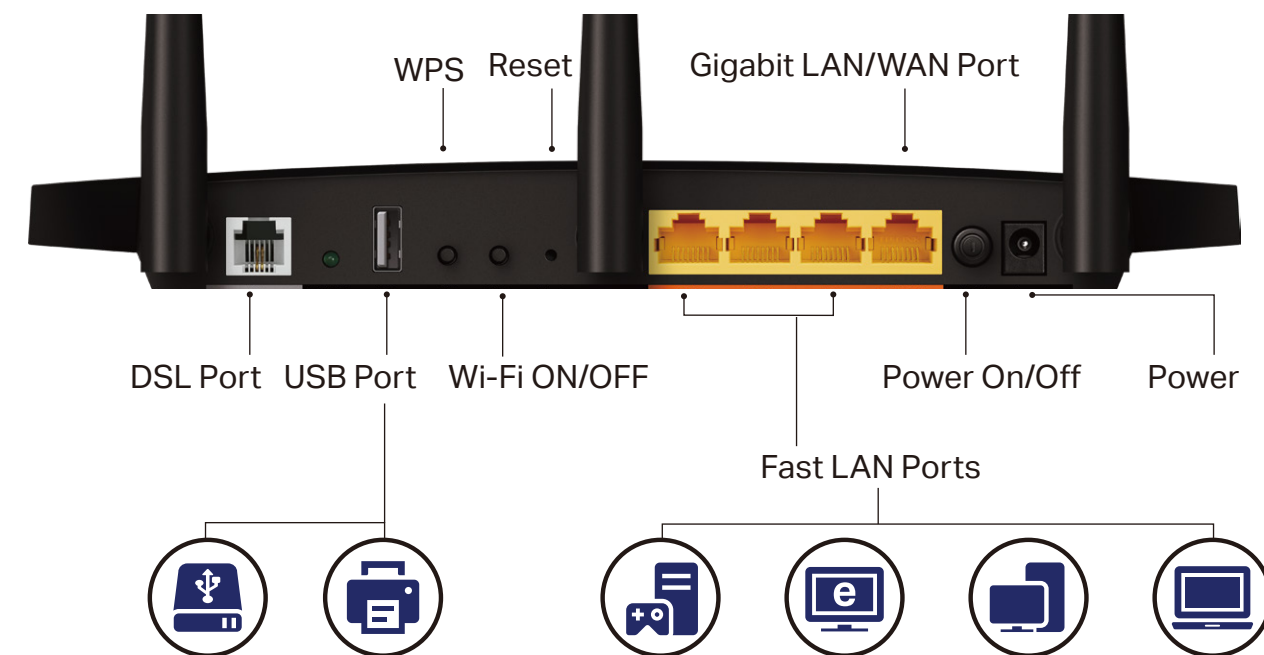 WPS
Reset
Gigabit LAN/WAN Port
DSL Port
USB Port
Wi-Fi ON/OFF
Power On/Off
Power
Fast LAN Ports
e